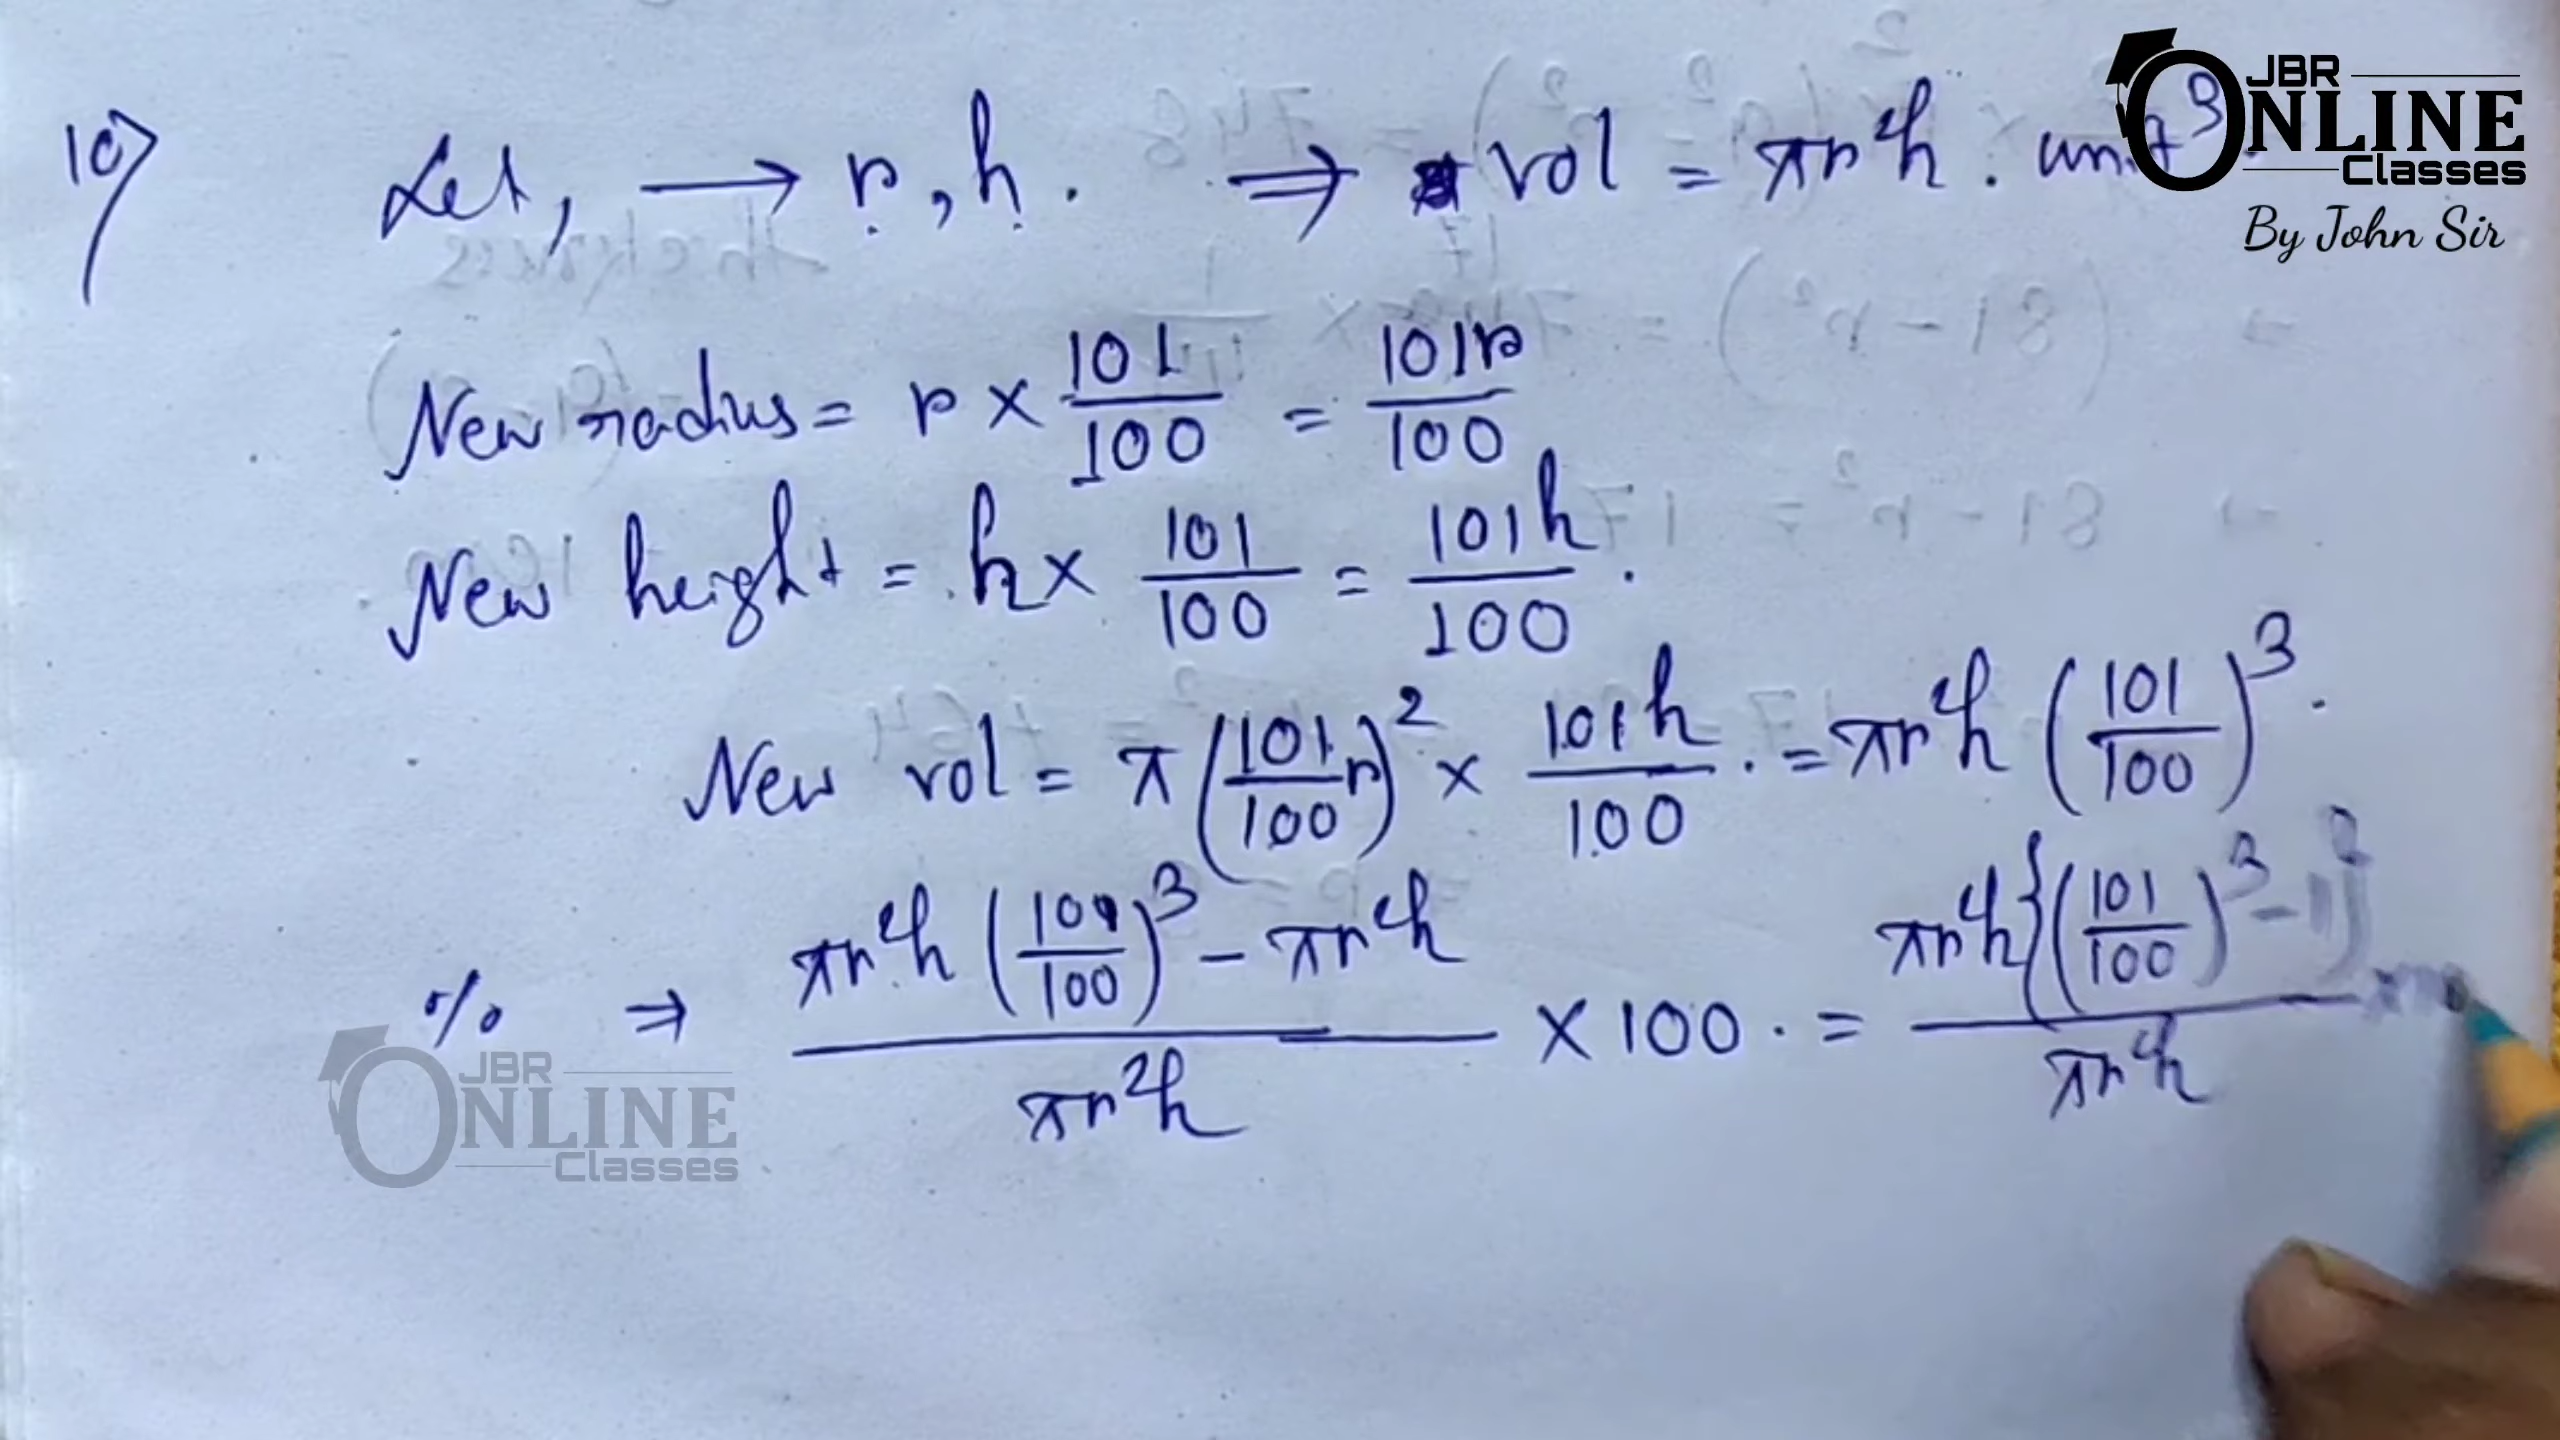 10) Let, → r, h. ⇒ vol = πr²h. unit³.
JBR
ONLINE
Classes
By John Sir
New radius = r × 101/100 = 101r/100
New height = h × 101/100 = 101h/100.
New vol = π(101/100 r)² × 101h/100. = πr²h (101/100)³.
% ⇒ πr²h (101/100)³ - πr²h / πr²h × 100. = πr²h{(101/100)³ - 1} / πr²h
JBR
ONLINE
Classes